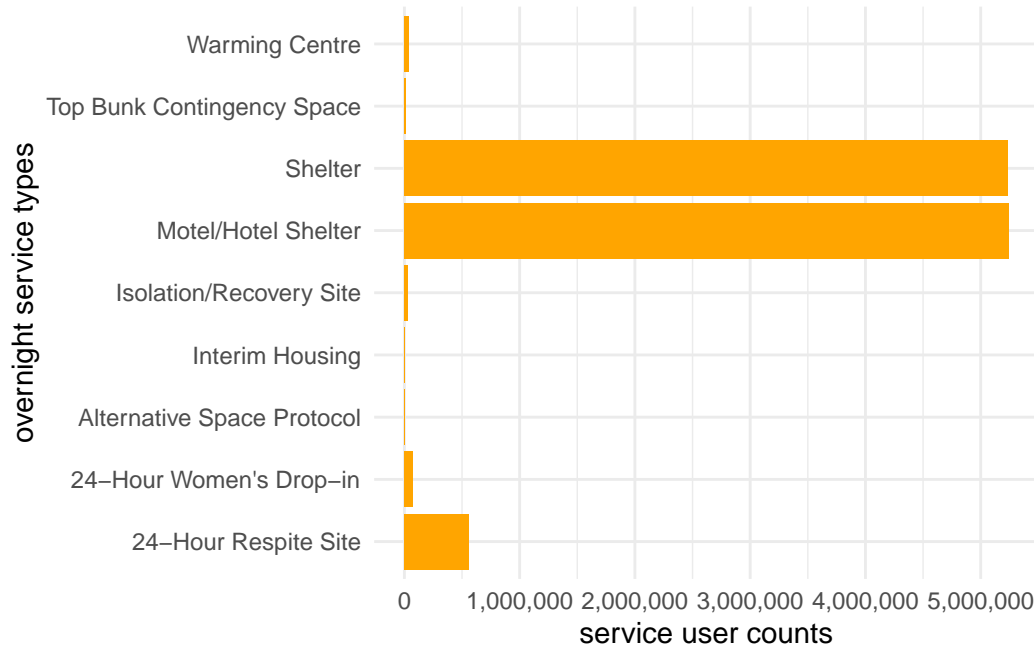 Warming Centre
Top Bunk Contingency Space
Shelter
Motel/Hotel Shelter
Isolation/Recovery Site
Interim Housing
Alternative Space Protocol
24−Hour Women's Drop−in
24−Hour Respite Site
overnight service types
0 1,000,000 2,000,000 3,000,000 4,000,000 5,000,000
service user counts